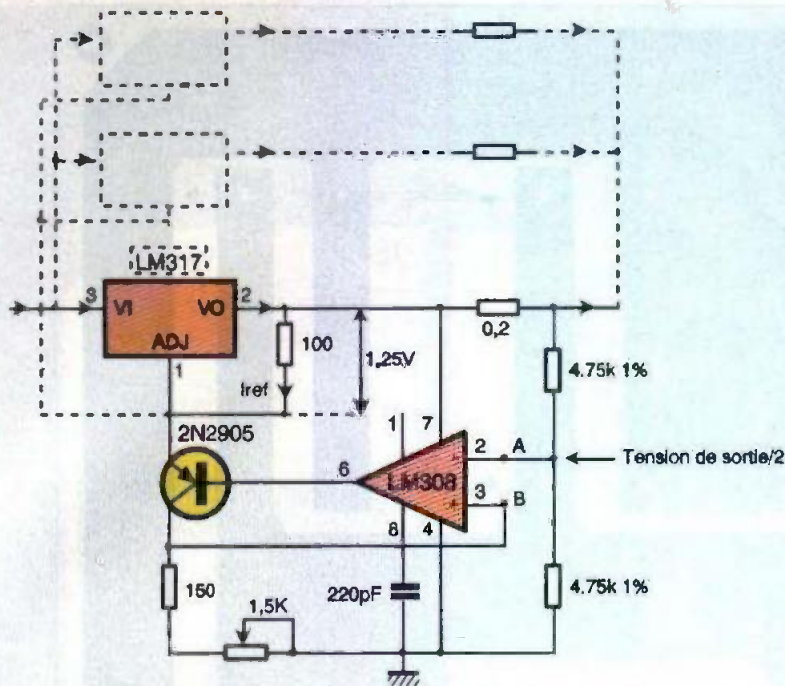 LM317
3 VI VO 2
ADJ
1
100
Iref
1,25V
0,2
4.75k 1%
2N2905
1 7
6
LM308
2 A
3 B
Tension de sortie/2
8 4
150
1,5K
220pF
4.75k 1%